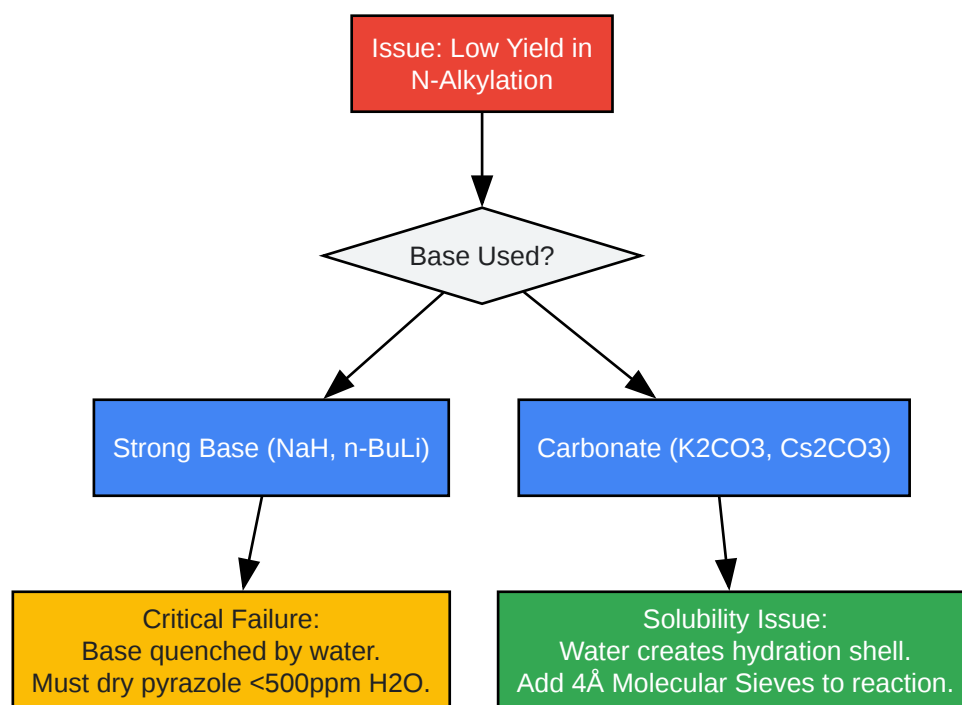 Issue: Low Yield in
N-Alkylation
Base Used?
Strong Base (NaH, n-BuLi)
Carbonate (K2CO3, Cs2CO3)
Critical Failure:
Base quenched by water.
Must dry pyrazole <500ppm H2O.
Solubility Issue:
Water creates hydration shell.
Add 4Å Molecular Sieves to reaction.